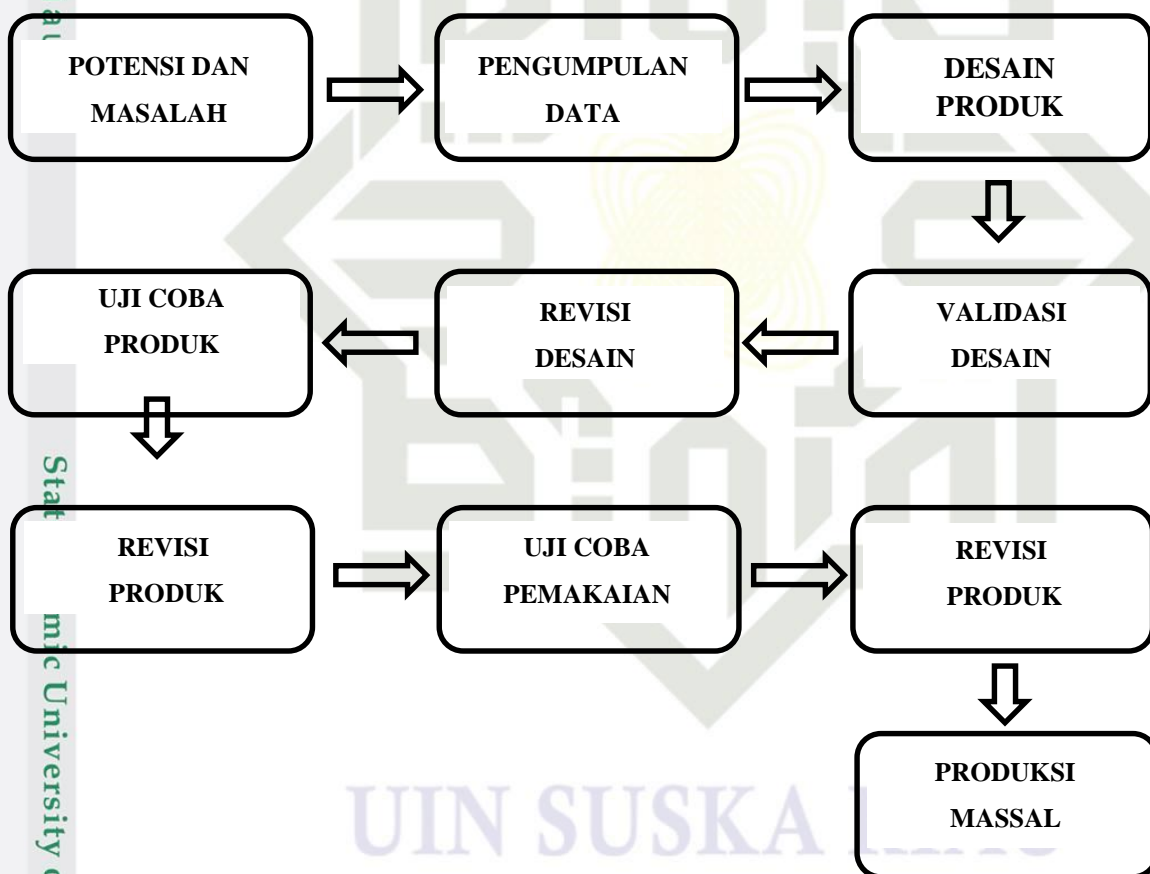 POTENSI DAN
MASALAH
PENGUMPULAN
DATA
DESAIN
PRODUK
VALIDASI
DESAIN
REVISI
DESAIN
UJI COBA
PRODUK
REVISI
PRODUK
UJI COBA
PEMAKAIAN
REVISI
PRODUK
PRODUKSI
MASSAL
UIN SUSKA
University